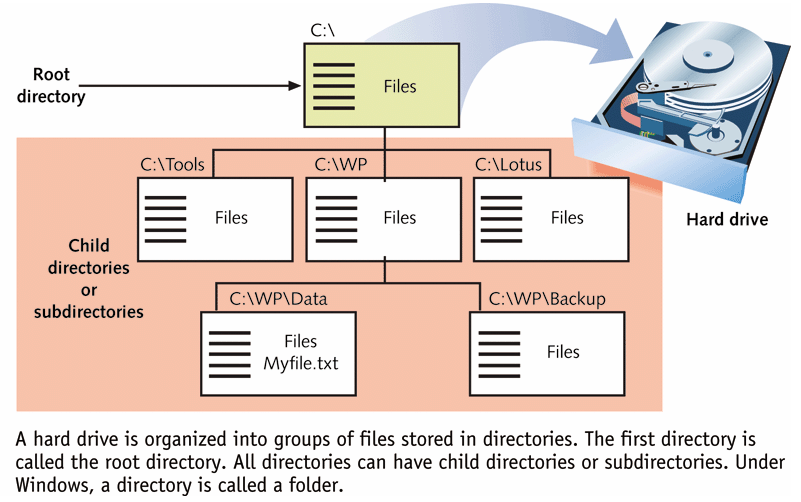 C:\
Root
directory
Files
C:\Tools
C:\WP
C:\Lotus
Files
Files
Files
Hard drive
Child
directories
or
subdirectories
C:\WP\Data
C:\WP\Backup
Files
Myfile.txt
Files
A hard drive is organized into groups of files stored in directories. The first directory is
called the root directory. All directories can have child directories or subdirectories. Under
Windows, a directory is called a folder.